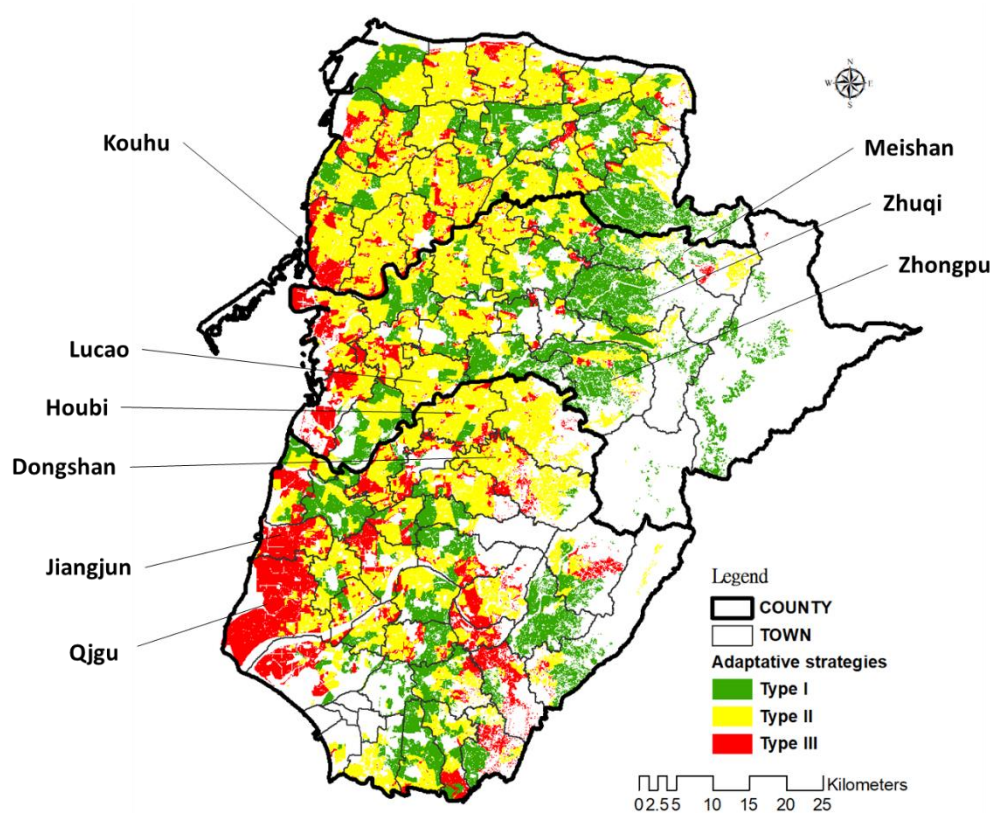 N
W E
S
Kouhu
Meishan
Zhuqi
Zhongpu
Lucao
Houbi
Dongshan
Jiangjun
Qjgu
Legend
COUNTY
TOWN
Adaptative strategies
Type I
Type II
Type III
Kilometers
0 2.5 5 10 15 20 25